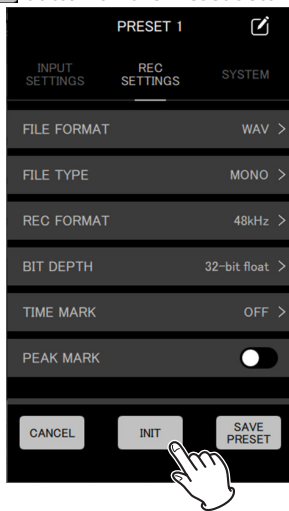 PRESET 1
INPUT
SETTINGS
REC
SETTINGS
SYSTEM
FILE FORMAT WAV >
FILE TYPE MONO >
REC FORMAT 48kHz >
BIT DEPTH 32-bit float >
TIME MARK OFF >
PEAK MARK
CANCEL
INIT
SAVE
PRESET